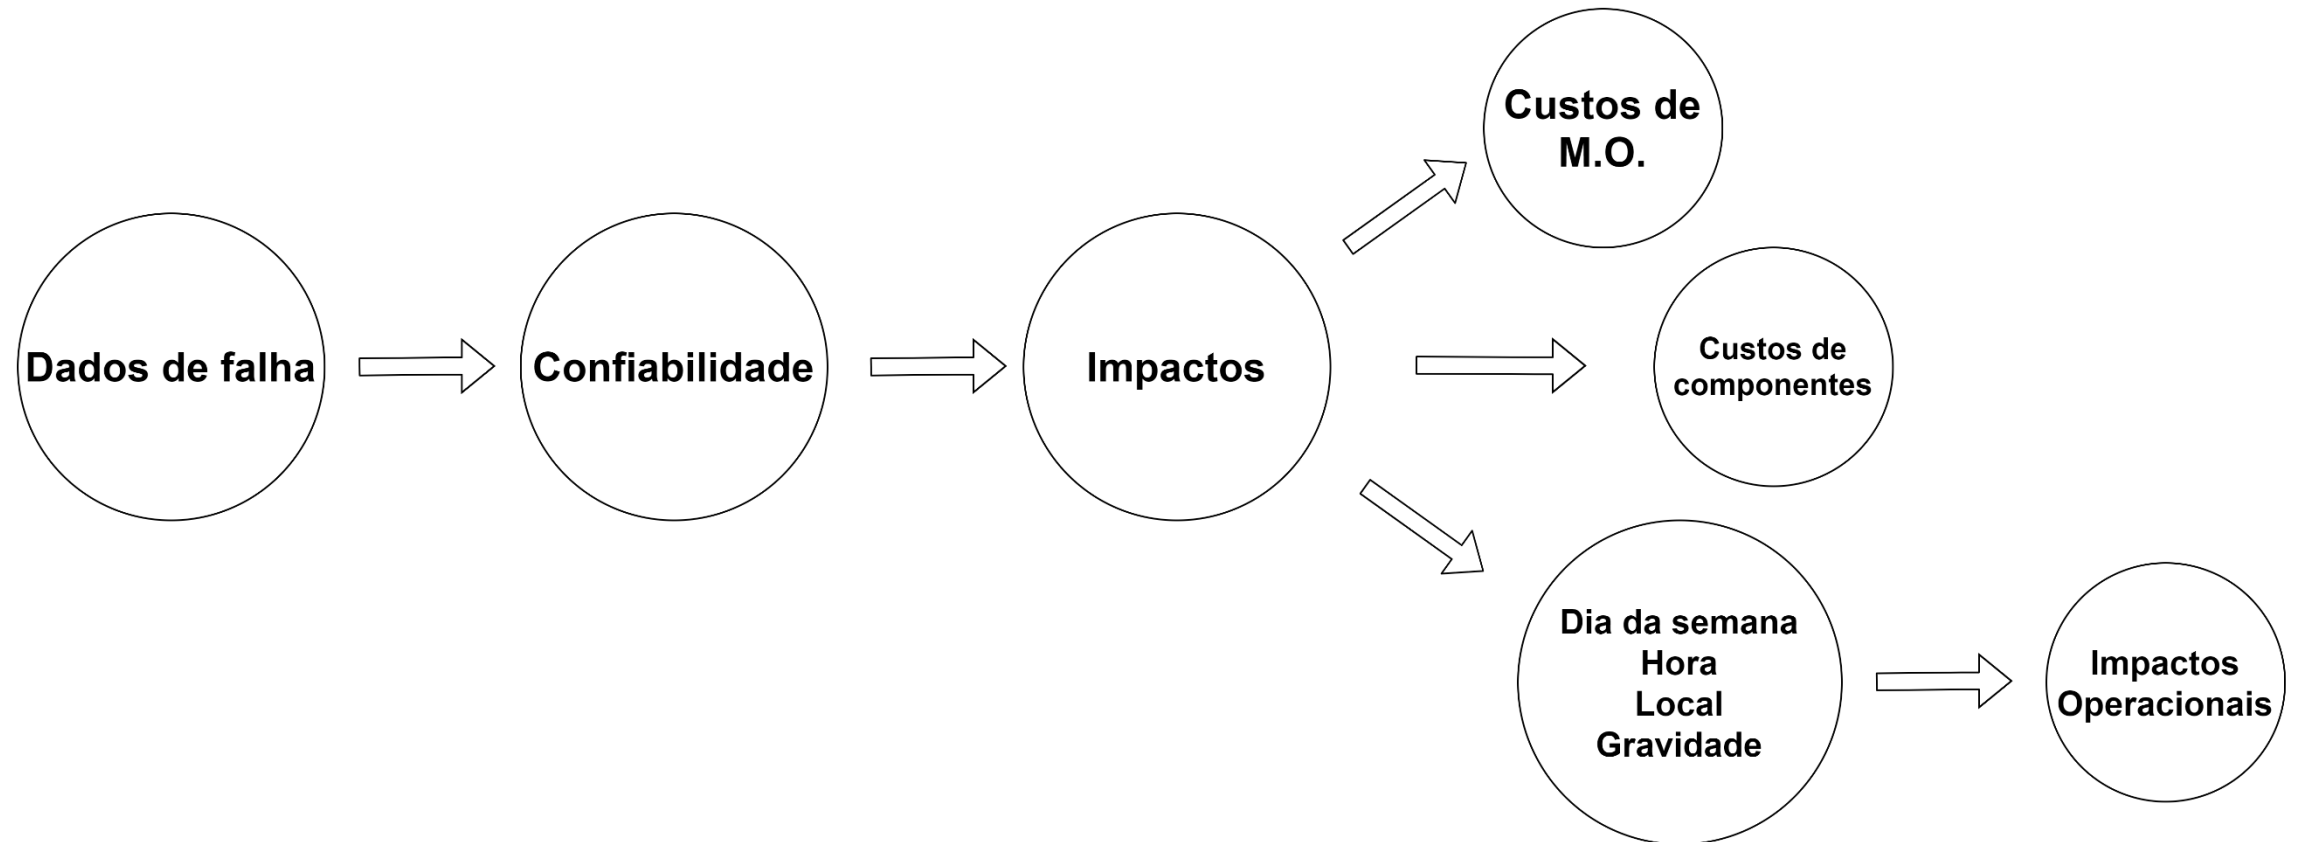 Dados de falha
Confiabilidade
Impactos
Custos de
M.O.
Custos de
componentes
Dia da semana
Hora
Local
Gravidade
Impactos
Operacionais